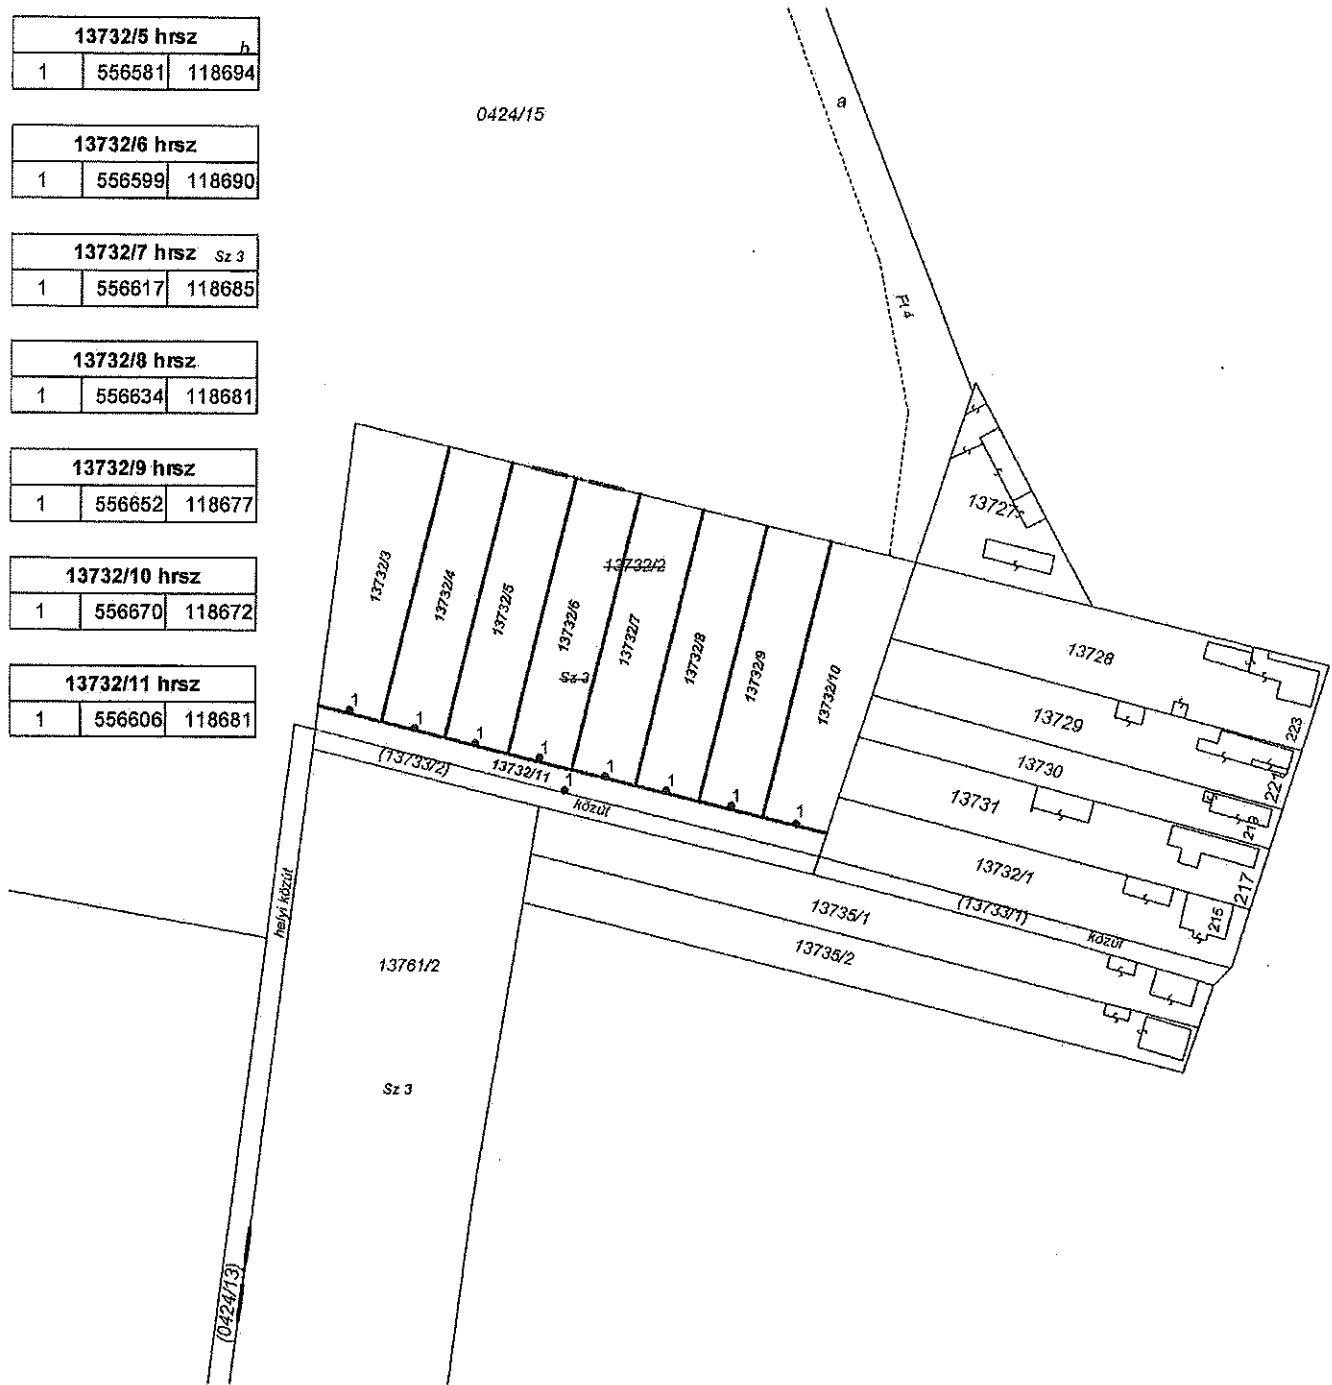 13732/5 hrsz
b
1 556581 118694
13732/6 hrsz
1 556599 118690
13732/7 hrsz Sz 3
1 556617 118685
13732/8 hrsz
1 556634 118681
13732/9 hrsz
1 556652 118677
13732/10 hrsz
1 556670 118672
13732/11 hrsz
1 556606 118681
0424/15
a
Ft 4
13727
13732/3
13732/4
13732/5
13732/6
13732/2
13732/7
13732/8
13732/9
13732/10
Sz 3
1
1
1
1
1
1
1
1
1
(13733/2)
13732/11
közút
13728
13729
13730
13731
13732/1
(13733/1)
közút
13735/1
13735/2
223
221
219
217
215
helyi közút
13761/2
Sz 3
(0424/13)